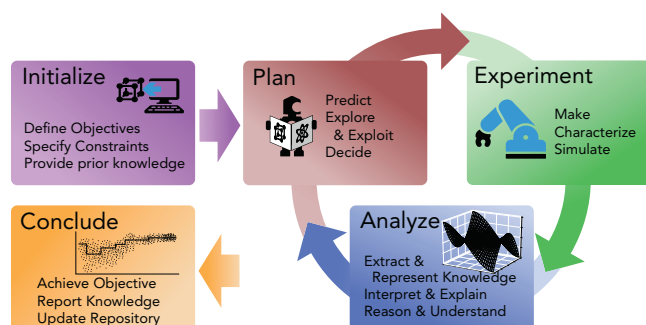 Initialize
Define Objectives
Specify Constraints
Provide prior knowledge
Plan
Predict
Explore
& Exploit
Decide
Experiment
Make
Characterize
Simulate
Analyze
Extract &
Represent Knowledge
Interpret & Explain
Reason & Understand
Conclude
Achieve Objective
Report Knowledge
Update Repository